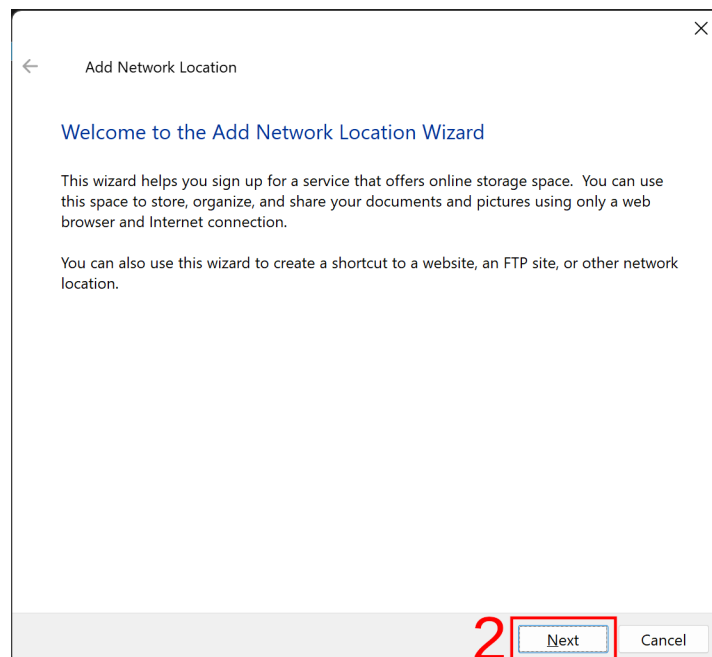 Add Network Location
Welcome to the Add Network Location Wizard
This wizard helps you sign up for a service that offers online storage space.  You can use
this space to store, organize, and share your documents and pictures using only a web
browser and Internet connection.
You can also use this wizard to create a shortcut to a website, an FTP site, or other network
location.
2
Next
Cancel